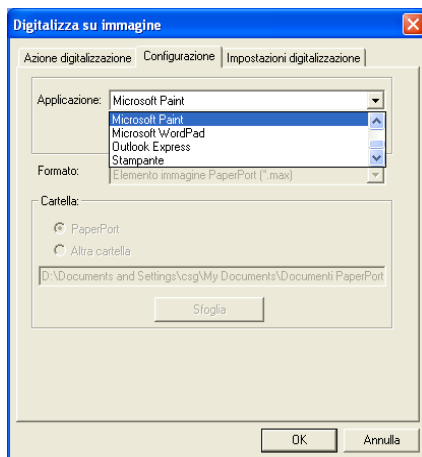 Digitalizza su immagine
Azione digitalizzazione Configurazione Impostazioni digitalizzazione
Applicazione: Microsoft Paint
Microsoft Paint
Microsoft WordPad
Outlook Express
Stampante
Formato: Elemento immagine PaperPort (*.max)
Cartella:
PaperPort
Altra cartella
D:\Documents and Settings\csg\My Documents\Documenti PaperPort
Sfoglia
OK Annulla